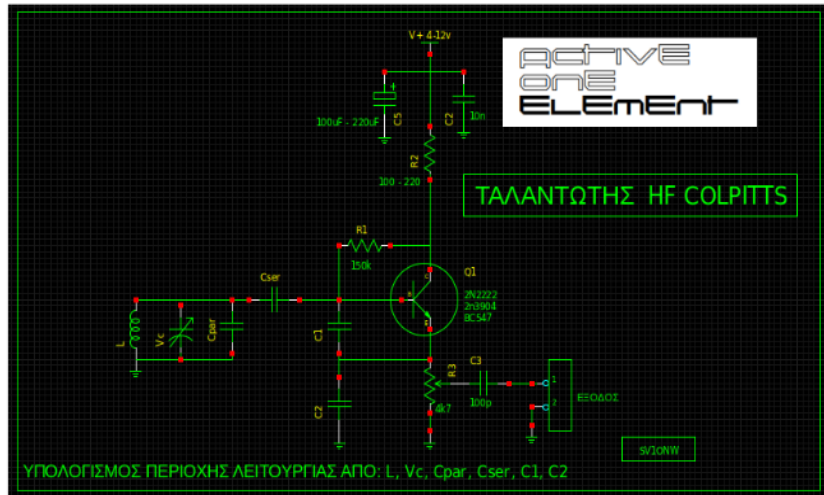 V+ 4-12v
ACTIVE
ONE
ELEMENT
+
100uF - 220uF
C5
C2
10n
R2
100 - 220
ΤΑΛΑΝΤΩΤΗΣ HF COLPITTS
R1
150k
Cser
Q1
C
B
E
2N2222
2n3904
BC547
L
Vc
Cpar
C1
R3
C3
1
2
ΕΞΟΔΟΣ
4k7
100p
C2
sv1onw
ΥΠΟΛΟΓΙΣΜΟΣ ΠΕΡΙΟΧΗΣ ΛΕΙΤΟΥΡΓΙΑΣ ΑΠΟ: L, Vc, Cpar, Cser, C1, C2